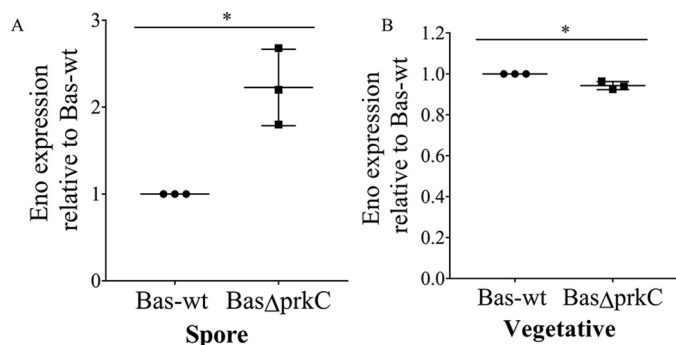 A
*
Eno expression
relative to Bas-wt
3
2
1
0
Bas-wt BasΔprkC
Spore
B
*
Eno expression
relative to Bas-wt
1.2
1.0
0.8
0.6
0.4
0.2
0.0
Bas-wt BasΔprkC
Vegetative